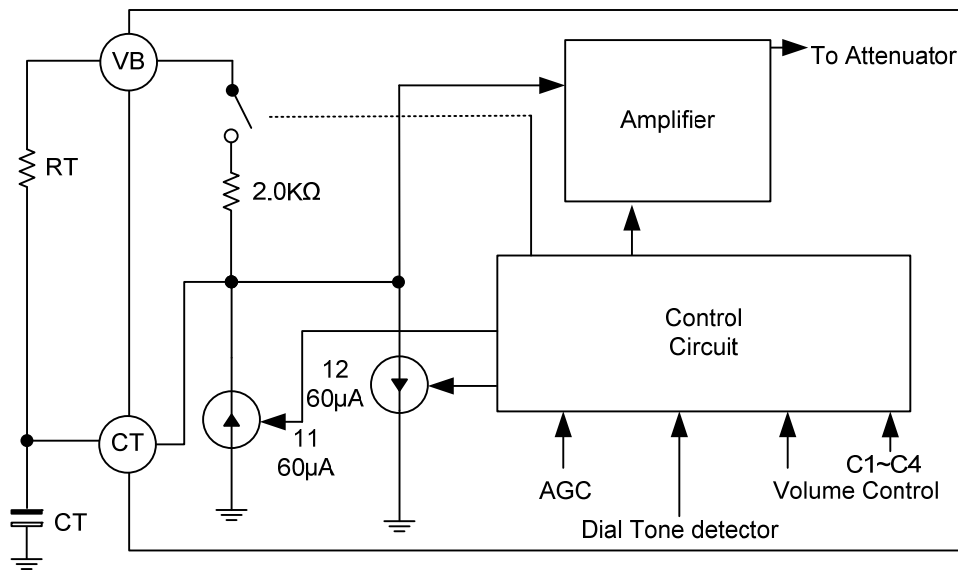 VB
To Attenuator
Amplifier
RT
2.0KΩ
Control
Circuit
12
60µA
CT
11
60µA
C1~C4
AGC
Volume Control
CT
Dial Tone detector